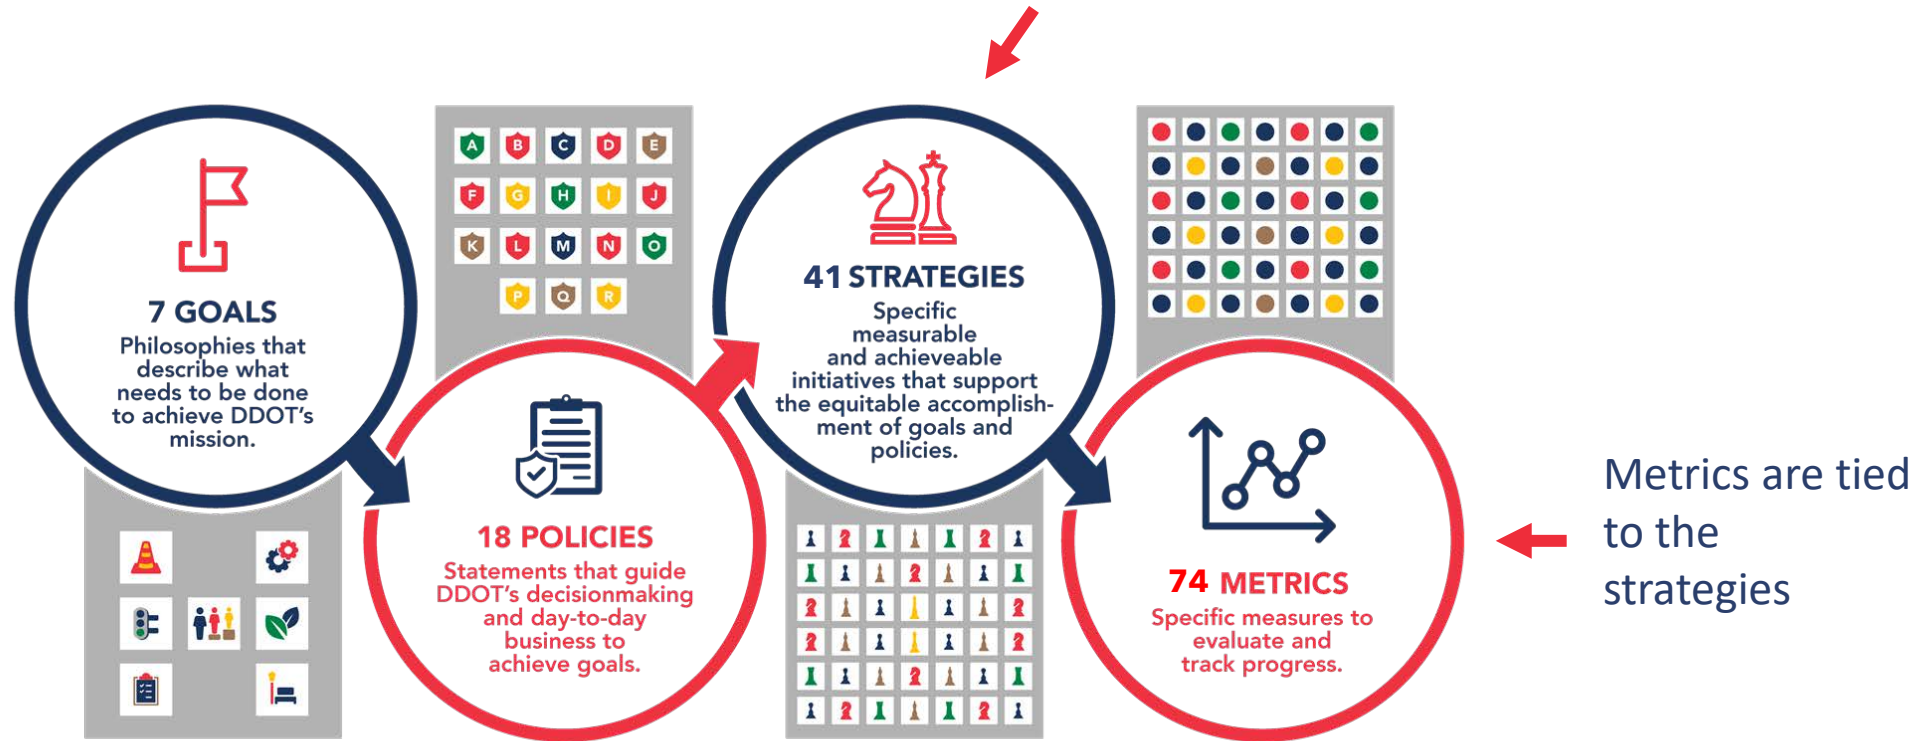 7 GOALS
Philosophies that
describe what
needs to be done
to achieve DDOT's
mission.
A B C D E
F G H I J
K L M N O
P Q R
18 POLICIES
Statements that guide
DDOT's decisionmaking
and day-to-day
business to
achieve goals.
41 STRATEGIES
Specific
measurable
and achieveable
initiatives that support
the equitable accomplish-
ment of goals and
policies.
74 METRICS
Specific measures to
evaluate and
track progress.
Metrics are tied
to the
strategies